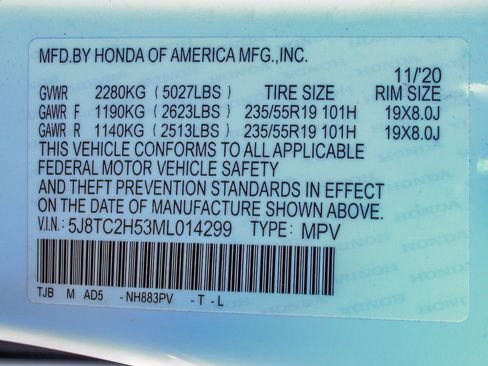 MFD.BY HONDA OF AMERICA MFG.,INC.
11/'20
GVWR 2280KG (5027LBS) TIRE SIZE RIM SIZE
GAWR F 1190KG (2623LBS) 235/55R19 101H 19X8.0J
GAWR R 1140KG (2513LBS) 235/55R19 101H 19X8.0J
THIS VEHICLE CONFORMS TO ALL APPLICABLE
FEDERAL MOTOR VEHICLE SAFETY
AND THEFT PREVENTION STANDARDS IN EFFECT
ON THE DATE OF MANUFACTURE SHOWN ABOVE.
V.I.N.:5J8TC2H53ML014299 TYPE: MPV
TJB M AD5 -NH883PV -T -L